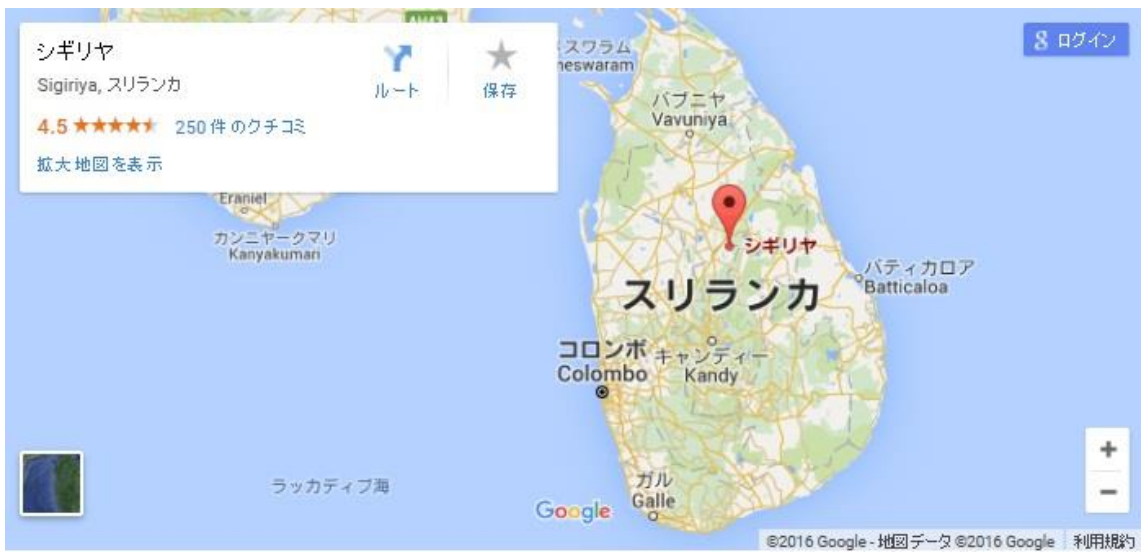 シギリヤ
Sigiriya, スリランカ
ルート
保存
4.5
250 件のクチコミ
拡大地図を表示
ログイン
スワラム
neswaram
バブニヤ
Vavuniya
Eraniel
カンニヤークマリ
Kanyakumari
シギリヤ
バティカロア
Batticaloa
スリランカ
コロンボ
Colombo
キャンディー
Kandy
ラッカディブ海
ガル
Galle
Google
©2016 Google - 地図データ ©2016 Google 利用規約